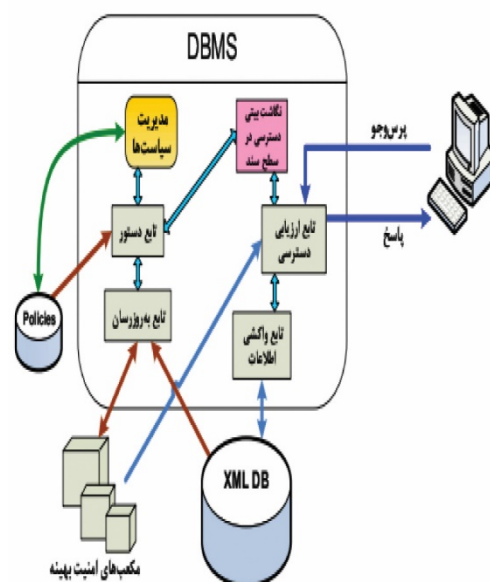 DBMS
مدیریت
سیاست‌ها
نگاشت بیتی
دسترسی در
سطح سند
پرس‌وجو
تابع دستور
تابع ارزیابی
دسترسی
پاسخ
Policies
تابع به‌روزرسان
تابع واکشی
اطلاعات
XML DB
مکعب‌های امنیت بهینه